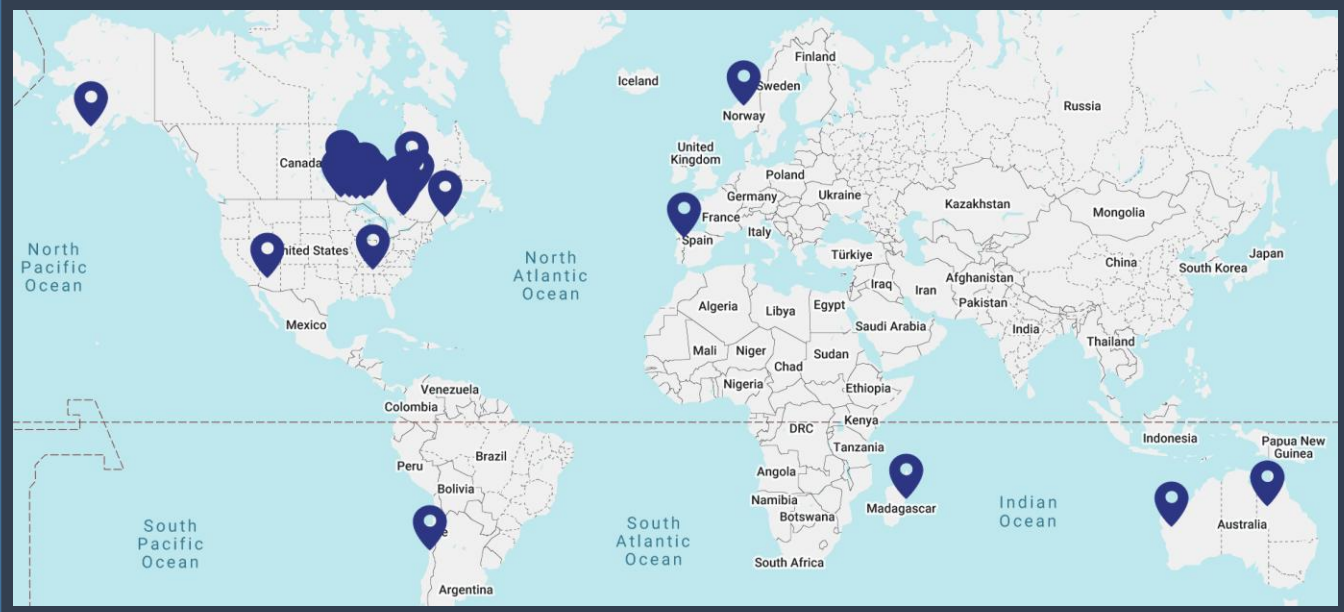 Finland
Iceland
Sweden
Russia
Norway
United
Kingdom
Canada
Poland
Germany
Ukraine
Kazakhstan
Mongolia
France
Italy
Spain
North
Pacific
Ocean
United States
North
Atlantic
Ocean
Türkiye
China
Japan
South Korea
Afghanistan
Iraq
Iran
Pakistan
Algeria
Libya
Egypt
Mexico
Saudi Arabia
India
Thailand
Mali
Niger
Chad
Sudan
Nigeria
Ethiopia
Venezuela
Colombia
Kenya
DRC
Tanzania
Indonesia
Papua New
Guinea
Peru
Brazil
Angola
Bolivia
Namibia
Botswana
Madagascar
Indian
Ocean
Australia
South
Pacific
Ocean
South
Atlantic
Ocean
South Africa
Argentina